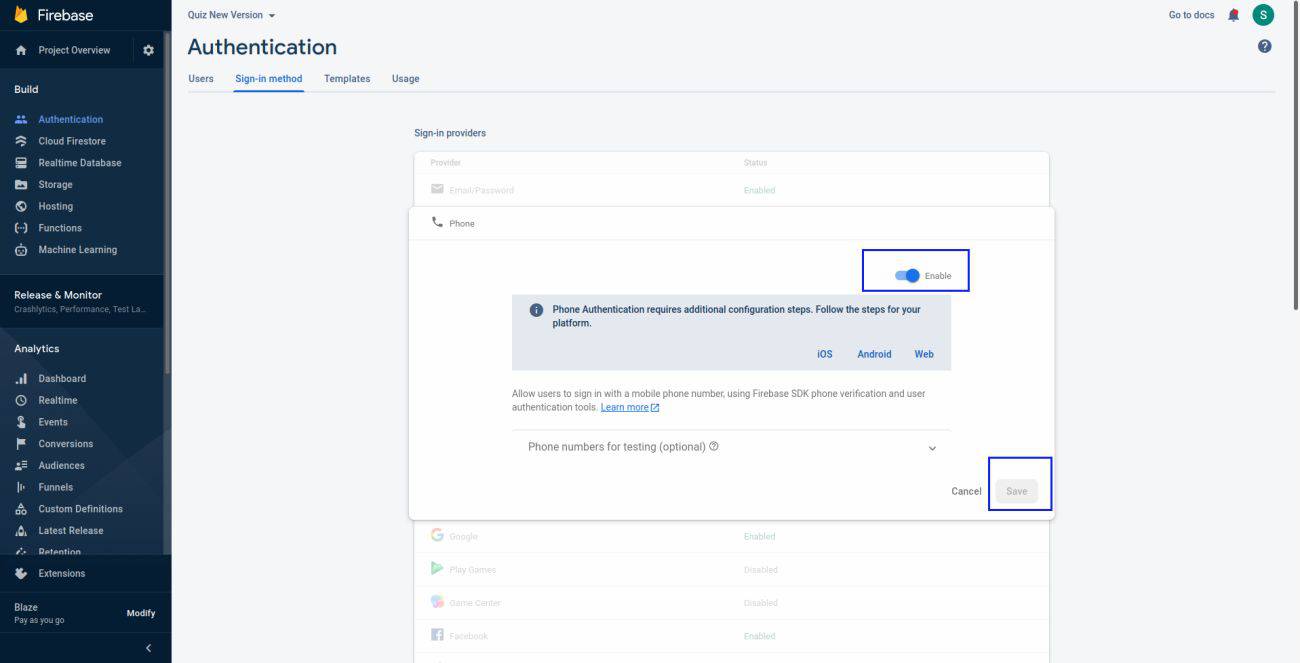 Firebase
Project Overview
Build
Authentication
Cloud Firestore
Realtime Database
Storage
Hosting
Functions
Machine Learning
Release & Monitor
Crashlytics, Performance, Test La...
Analytics
Dashboard
Realtime
Events
Conversions
Audiences
Funnels
Custom Definitions
Latest Release
Retention
Extensions
Blaze
Pay as you go
Modify
Quiz New Version
Go to docs
S
Authentication
Users
Sign-in method
Templates
Usage
Sign-in providers
Provider
Status
Email/Password
Enabled
Phone
Enable
Phone Authentication requires additional configuration steps. Follow the steps for your
platform.
iOS
Android
Web
Allow users to sign in with a mobile phone number, using Firebase SDK phone verification and user
authentication tools. Learn more
Phone numbers for testing (optional)
Cancel
Save
Google
Enabled
Play Games
Disabled
Game Center
Disabled
Facebook
Enabled